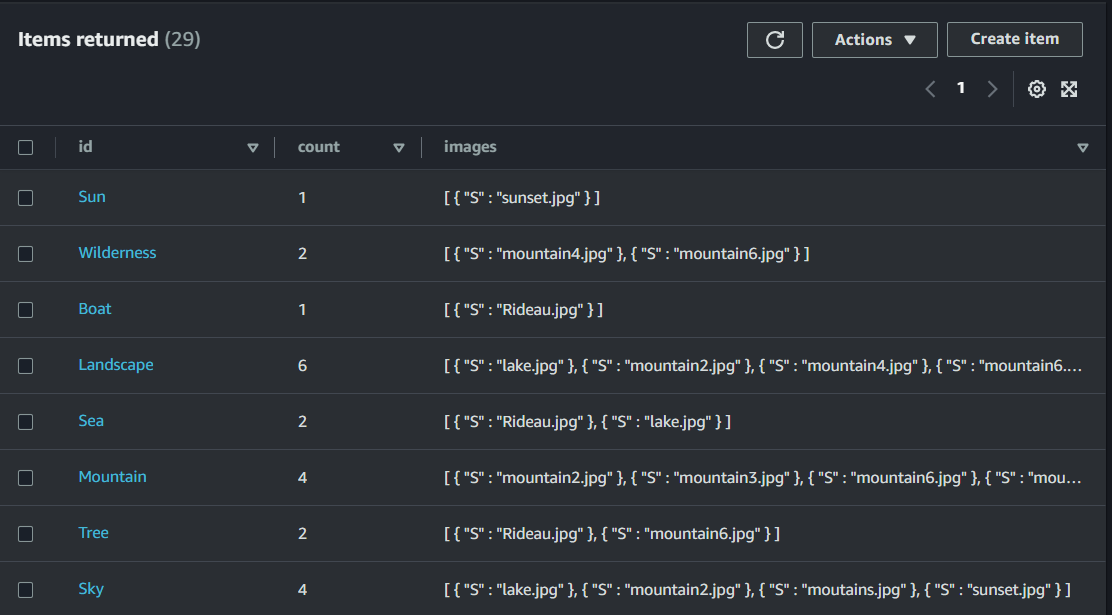 Items returned (29)
Actions
Create item
1
id count images
Sun 1 [ { "S" : "sunset.jpg" } ]
Wilderness 2 [ { "S" : "mountain4.jpg" }, { "S" : "mountain6.jpg" } ]
Boat 1 [ { "S" : "Rideau.jpg" } ]
Landscape 6 [ { "S" : "lake.jpg" }, { "S" : "mountain2.jpg" }, { "S" : "mountain4.jpg" }, { "S" : "mountain6....
Sea 2 [ { "S" : "Rideau.jpg" }, { "S" : "lake.jpg" } ]
Mountain 4 [ { "S" : "mountain2.jpg" }, { "S" : "mountain3.jpg" }, { "S" : "mountain6.jpg" }, { "S" : "mou...
Tree 2 [ { "S" : "Rideau.jpg" }, { "S" : "mountain6.jpg" } ]
Sky 4 [ { "S" : "lake.jpg" }, { "S" : "mountain2.jpg" }, { "S" : "moutains.jpg" }, { "S" : "sunset.jpg" } ]